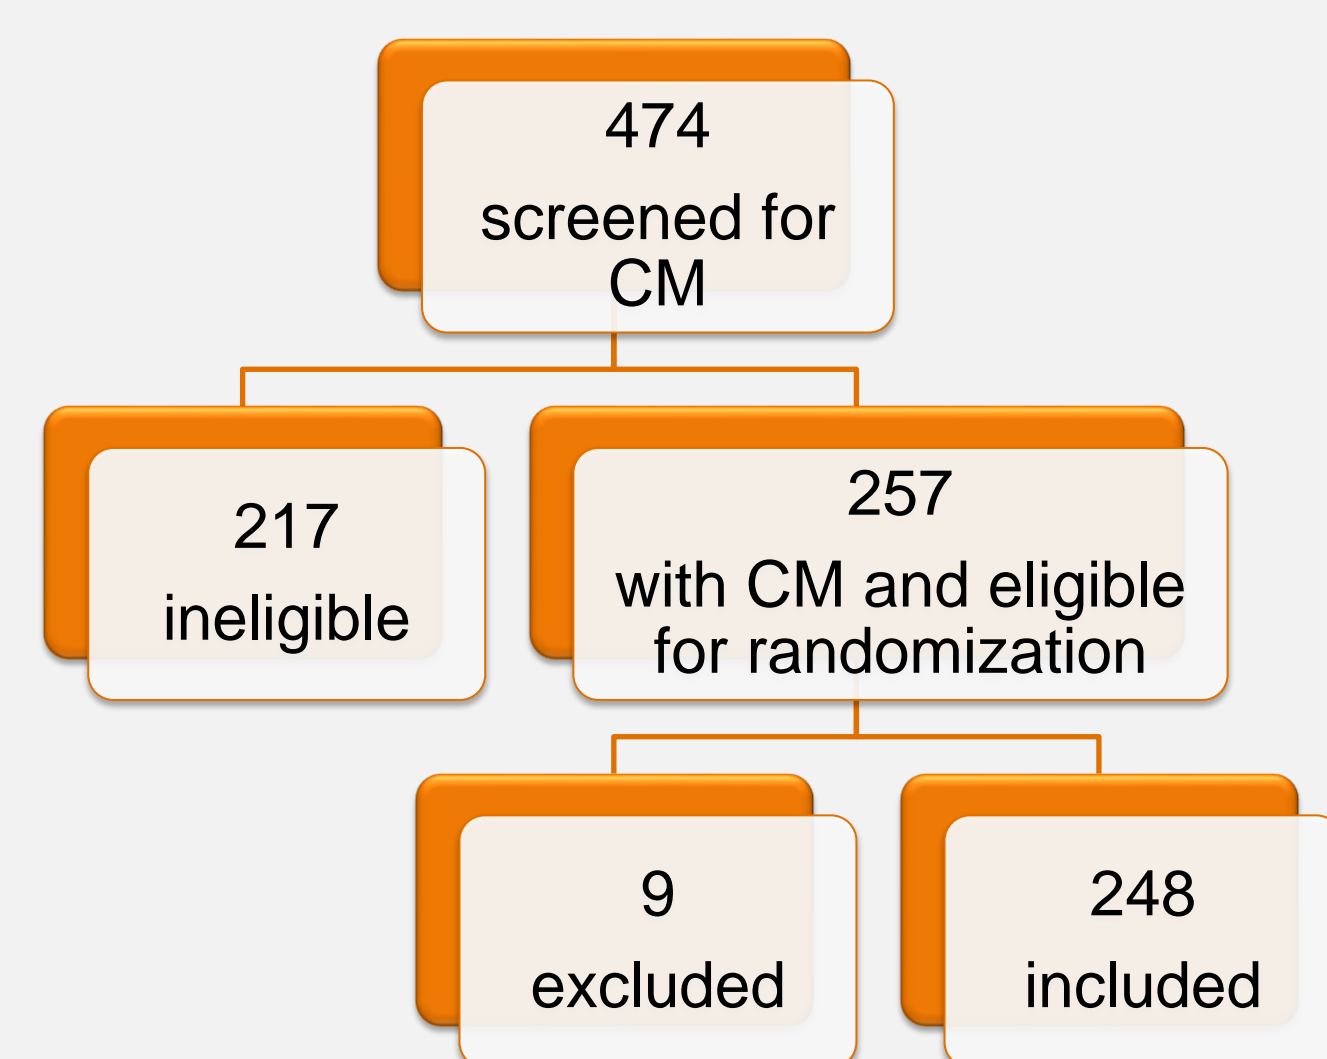 474
screened for
CM
217
ineligible
257
with CM and eligible
for randomization
9
excluded
248
included